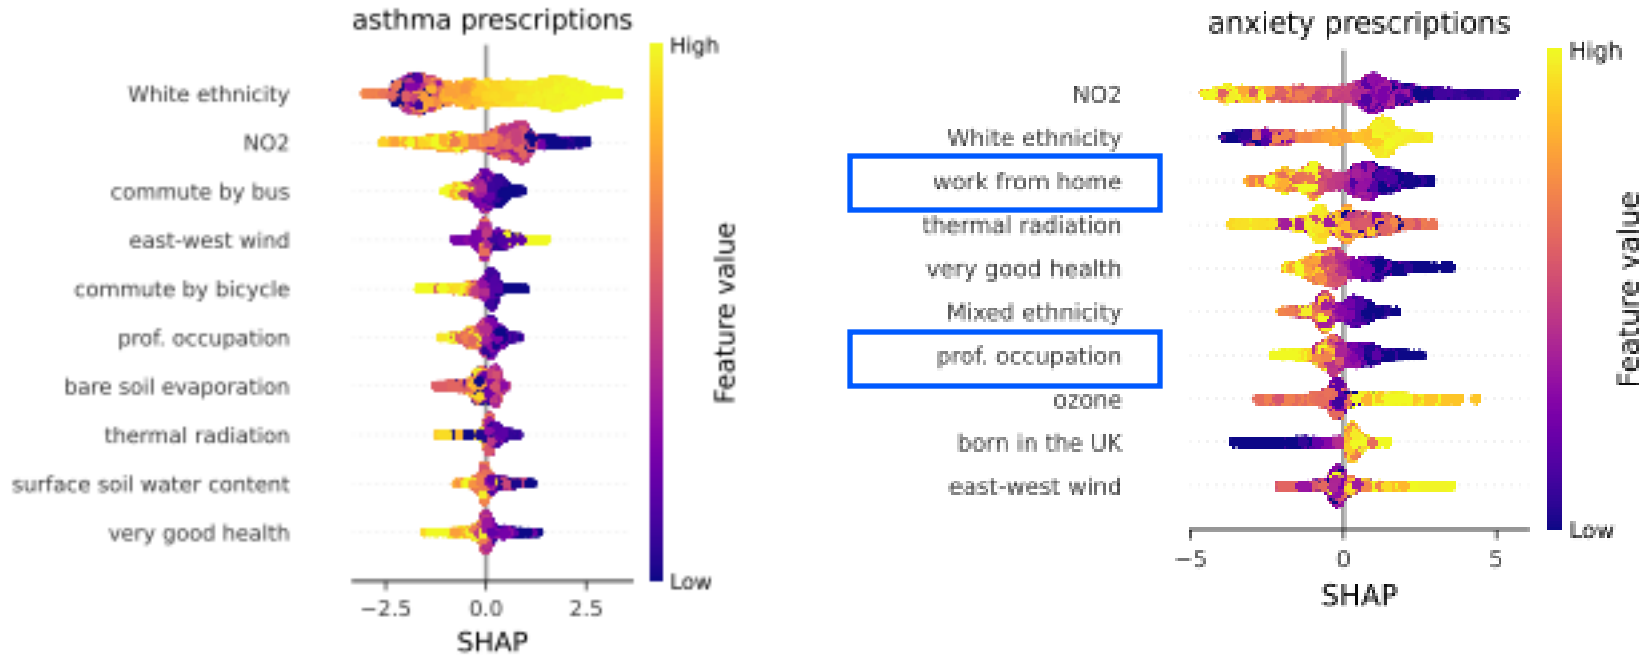 asthma prescriptions
High
White ethnicity
NO2
commute by bus
east-west wind
commute by bicycle
prof. occupation
bare soil evaporation
thermal radiation
surface soil water content
very good health
Low
Feature value
−2.5 0.0 2.5
SHAP
anxiety prescriptions
High
NO2
White ethnicity
work from home
thermal radiation
very good health
Mixed ethnicity
prof. occupation
ozone
born in the UK
east-west wind
Low
Feature value
−5 0 5
SHAP